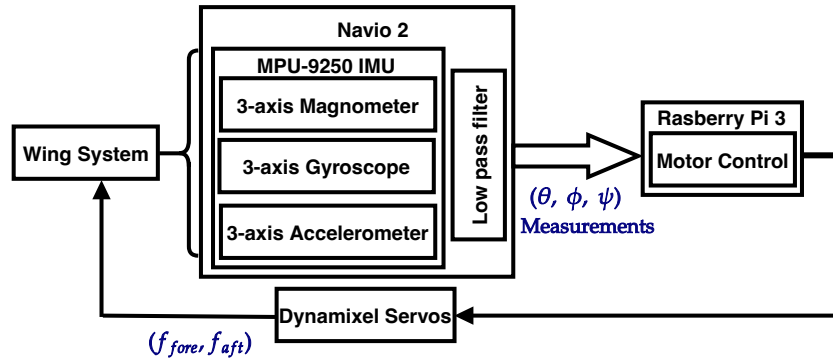 Navio 2
MPU-9250 IMU
3-axis Magnometer
3-axis Gyroscope
3-axis Accelerometer
Low pass filter
Wing System
Rasberry Pi 3
Motor Control
(θ, ϕ, ψ)
Measurements
Dynamixel Servos
(f_fore, f_aft)